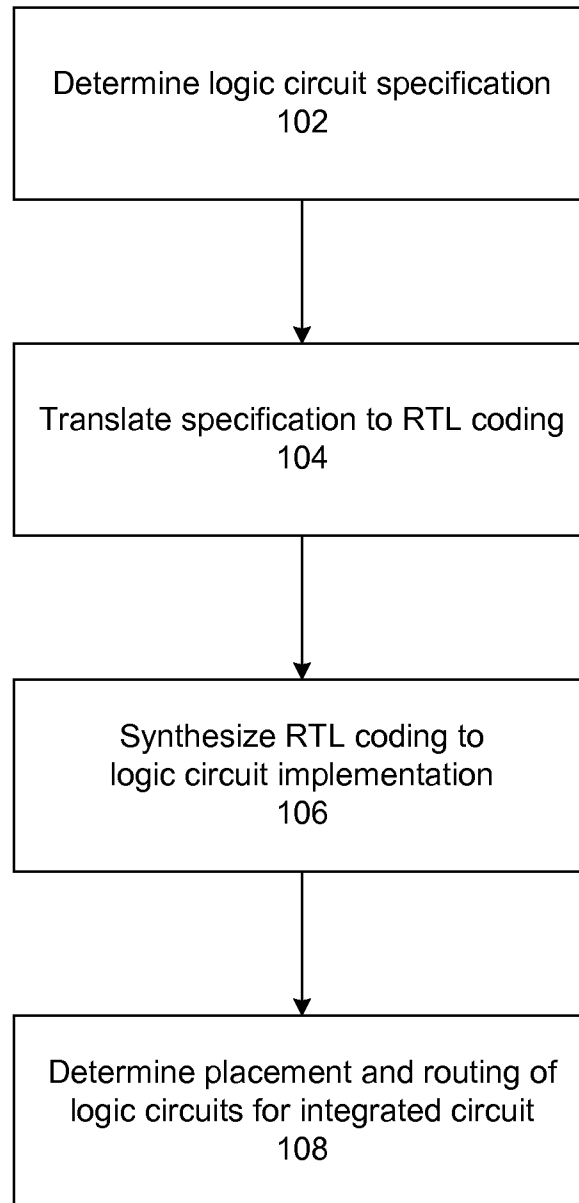 Determine logic circuit specification
102
Translate specification to RTL coding
104
Synthesize RTL coding to
logic circuit implementation
106
Determine placement and routing of
logic circuits for integrated circuit
108